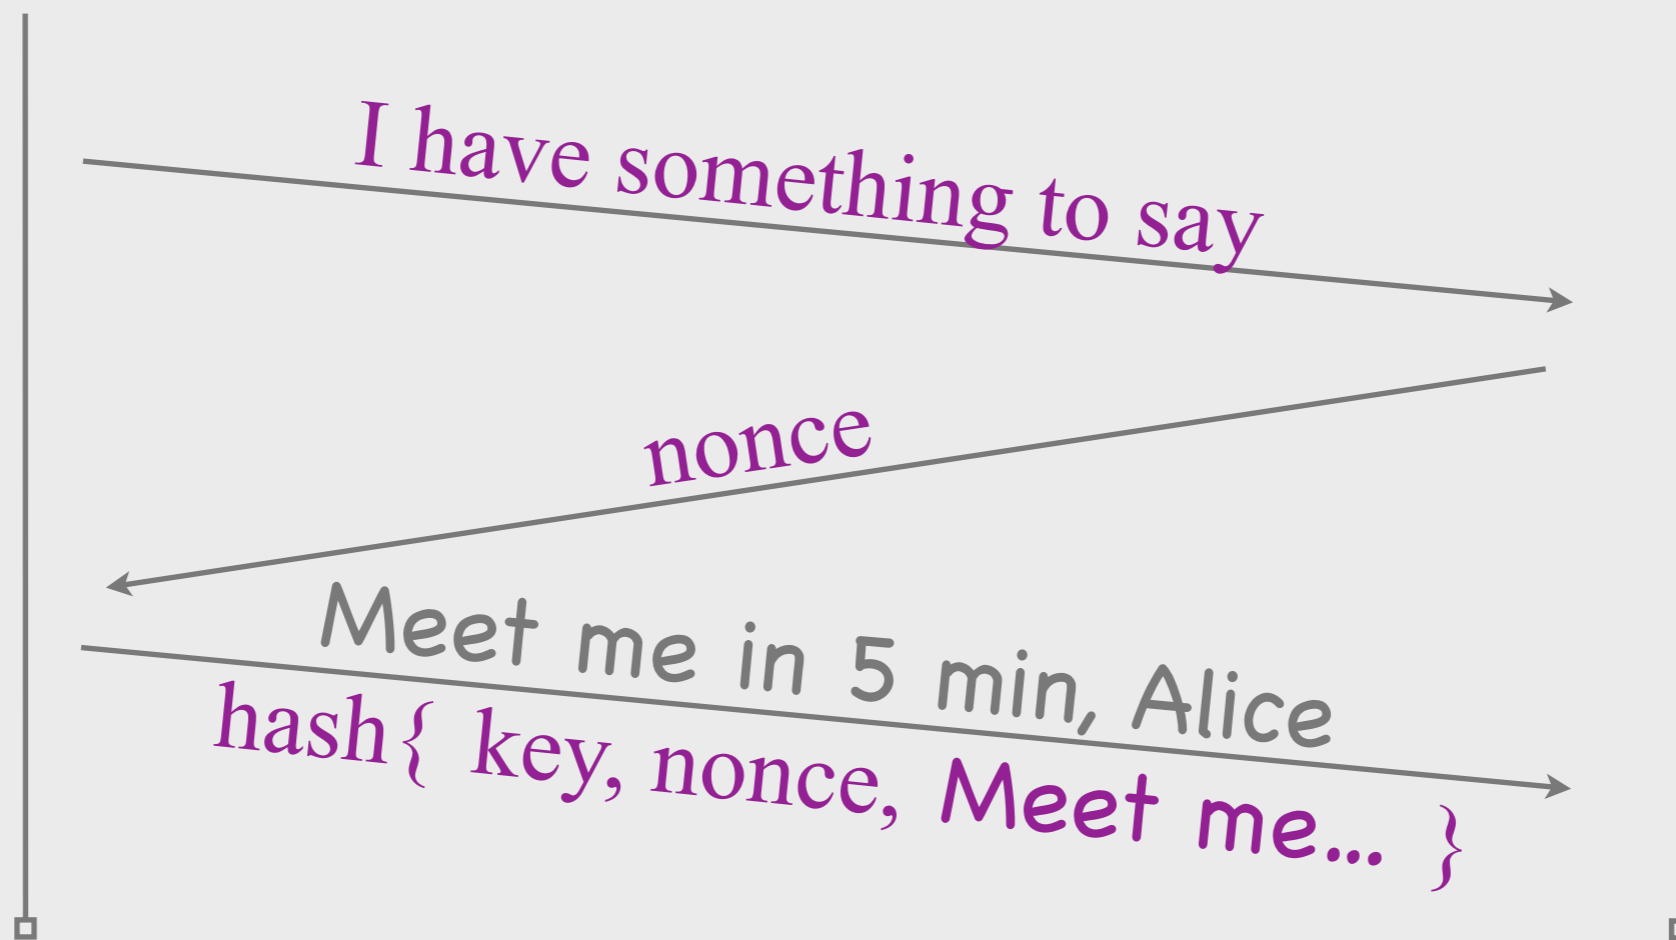 I have something to say
nonce
Meet me in 5 min, Alice
hash{ key, nonce, Meet me... }